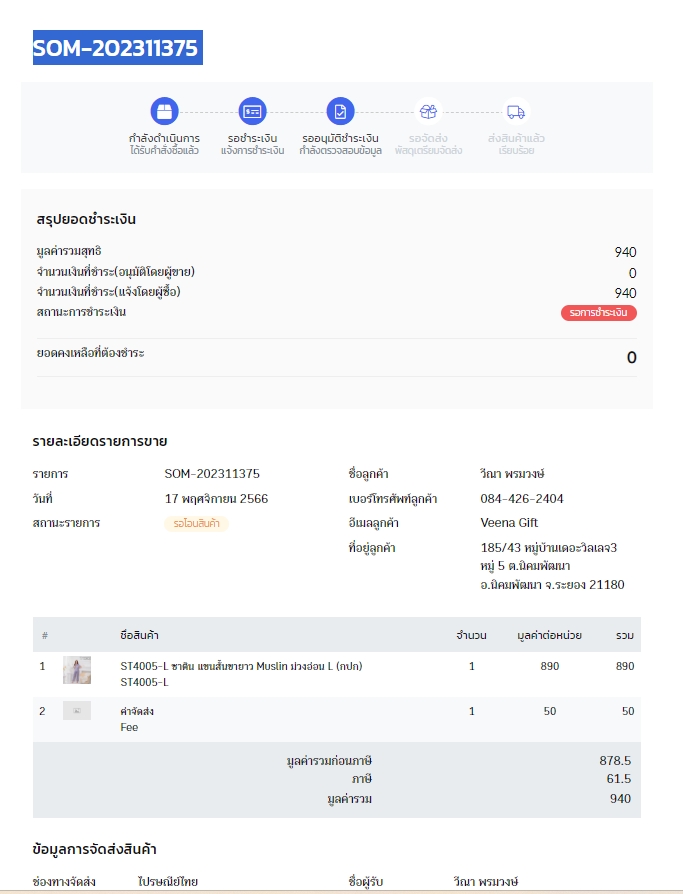 SOM-202311375
กำลังดำเนินการ รอชำระเงิน รออนุมัติชำระเงิน รอจัดส่ง ส่งสินค้าแล้ว
ได้รับคำสั่งซื้อแล้ว แจ้งการชำระเงิน กำลังตรวจสอบข้อมูล พัสดุเตรียมจัดส่ง เรียบร้อย
สรุปยอดชำระเงิน
มูลค่ารวมสุทธิ 940
จำนวนเงินที่ชำระ(อนุมัติโดยผู้ขาย) 0
จำนวนเงินที่ชำระ(แจ้งโดยผู้ซื้อ) 940
สถานะการชำระเงิน รอการชำระเงิน
ยอดคงเหลือที่ต้องชำระ 0
รายละเอียดรายการขาย
รายการ SOM-202311375 ชื่อลูกค้า วีณา พรมวงษ์
วันที่ 17 พฤศจิกายน 2566 เบอร์โทรศัพท์ลูกค้า 084-426-2404
สถานะรายการ รอโอนสินค้า อีเมลลูกค้า Veena Gift
ที่อยู่ลูกค้า 185/43 หมู่บ้านเดอะวิลเลจ3
หมู่ 5 ต.นิคมพัฒนา
อ.นิคมพัฒนา จ.ระยอง 21180
# ชื่อสินค้า จำนวน มูลค่าต่อหน่วย รวม
1 ST4005-L ซาติน แขนสั้นขายาว Muslin ม่วงอ่อน L (กปก) 1 890 890
ST4005-L
2 ค่าจัดส่ง 1 50 50
Fee
มูลค่ารวมก่อนภาษี 878.5
ภาษี 61.5
มูลค่ารวม 940
ข้อมูลการจัดส่งสินค้า
ช่องทางจัดส่ง ไปรษณีย์ไทย ชื่อผู้รับ วีณา พรมวงษ์